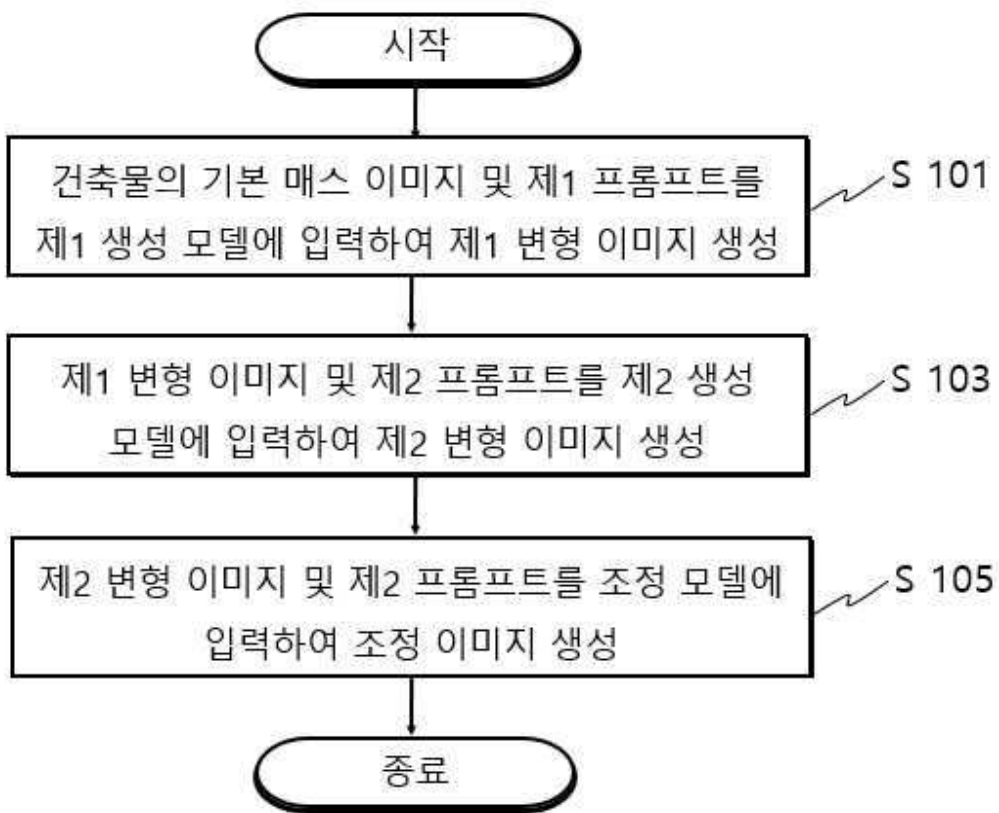 시작
건축물의 기본 매스 이미지 및 제1 프롬프트를
제1 생성 모델에 입력하여 제1 변형 이미지 생성
S 101
제1 변형 이미지 및 제2 프롬프트를 제2 생성
모델에 입력하여 제2 변형 이미지 생성
S 103
제2 변형 이미지 및 제2 프롬프트를 조정 모델에
입력하여 조정 이미지 생성
S 105
종료